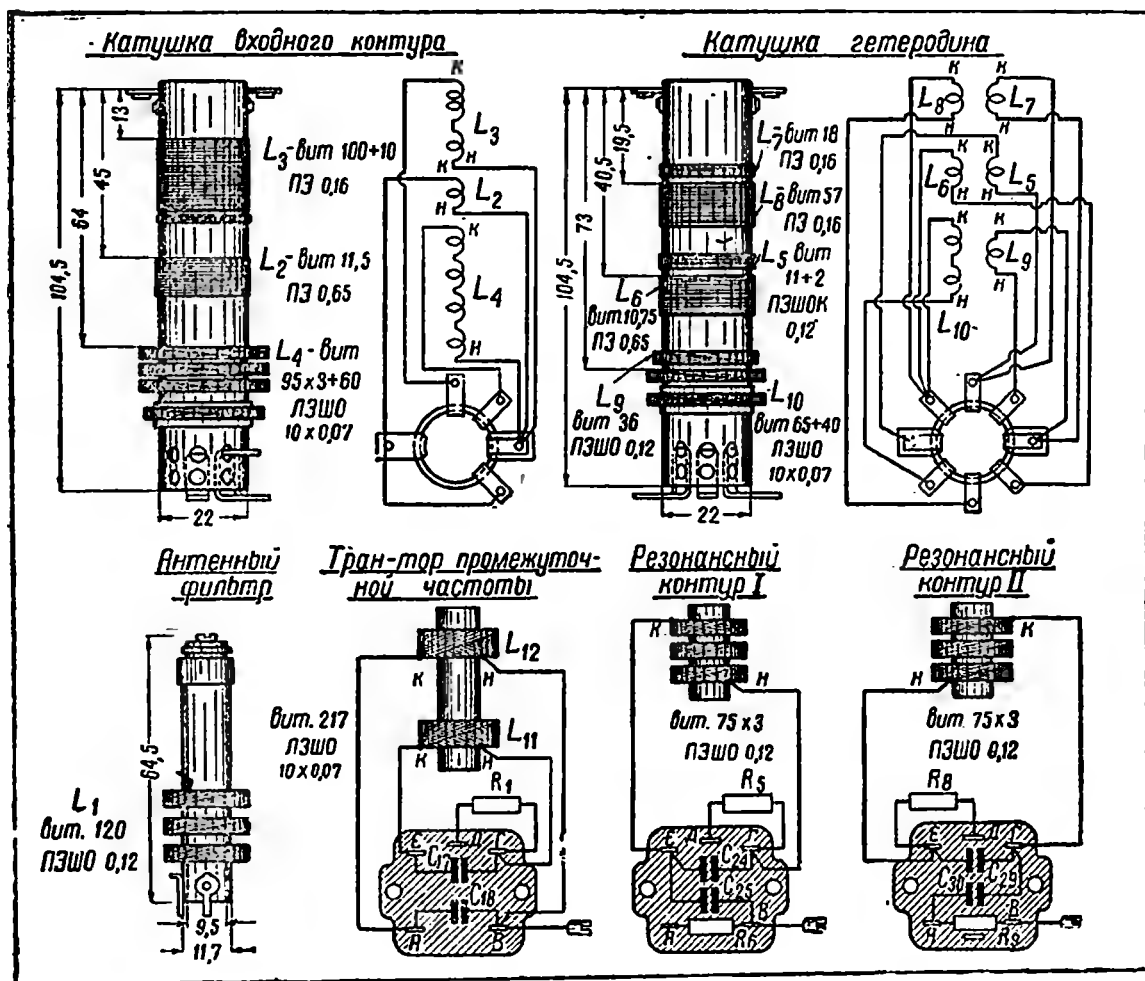 Катушка входного контура
13
45
64
104,5
22
L3-вит 100+10
ПЭ 0,16
L2-вит 11,5
ПЭ 0,65
L4-вит
95×3+60
ПЭШО
10×0,07
К
L3
Н
К
L2
Н
К
L4
Н
Катушка гетеродина
19,5
40,5
73
104,5
22
L7-вит 18
ПЭ 0,16
L8-вит 57
ПЭ 0,16
L5 вит
11+2
ПЭШОК
0,12
L6
вит.10,75
ПЭ 0,65
L9
вит 36
ПЭШО 0,12
L10
вит 65+40
ПЭШО
10×0,07
К К
L8 L7
Н Н
К К
L6 L5
Н Н
К К
L9
Н Н
L10
Антенный
фильтр
64,5
L1
вит. 120
ПЭШО 0,12
9,5
11,7
Тран-тор промежуточ-
ной частоты
L12
К Н
вит. 217
ПЭШО
10×0,07
L11
К Н
R1
Е Д Г
C17
C18
А В
Резонансный
контур I
К
Н
вит. 75×3
ПЭШО 0,12
R5
Е Д Г
C24
C25
А R6 В
Резонансный
контур II
К
Н
вит. 75×3
ПЭШО 0,12
R8
Е Д Г
C30 C29
А R9 В